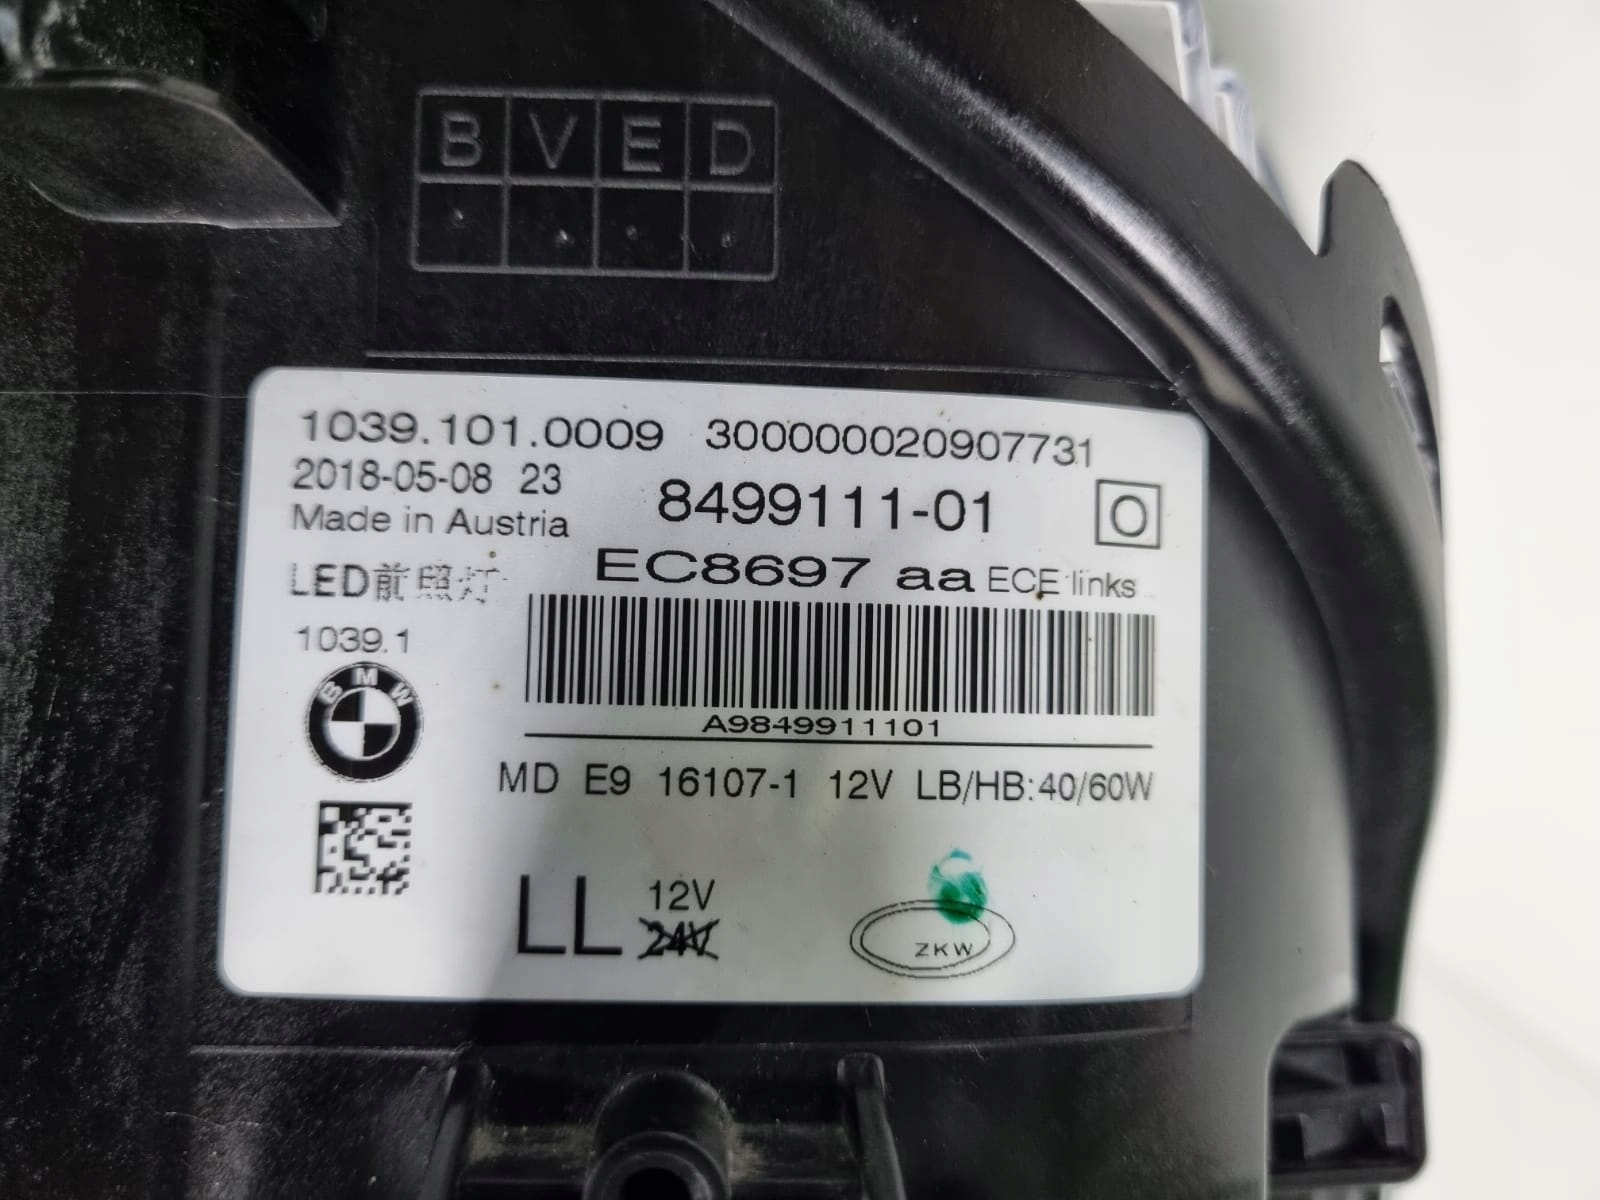 B V E D
1039.101.0009 300000020907731
2018-05-08 23
8499111-01 O
Made in Austria
EC8697 aa ECE links
LED前照灯
1039.1
BMW
A9849911101
MD E9 16107-1 12V LB/HB:40/60W
LL 12V
24V
ZKW